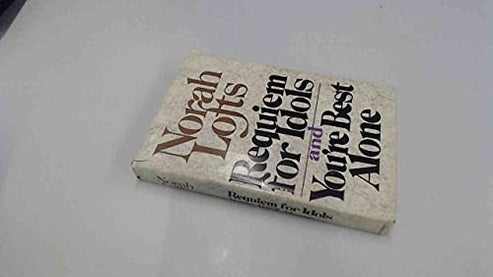 Norah
Lofts
Requiem
for Idols
and
You're Best
Alone
Norah
Requiem for Idols